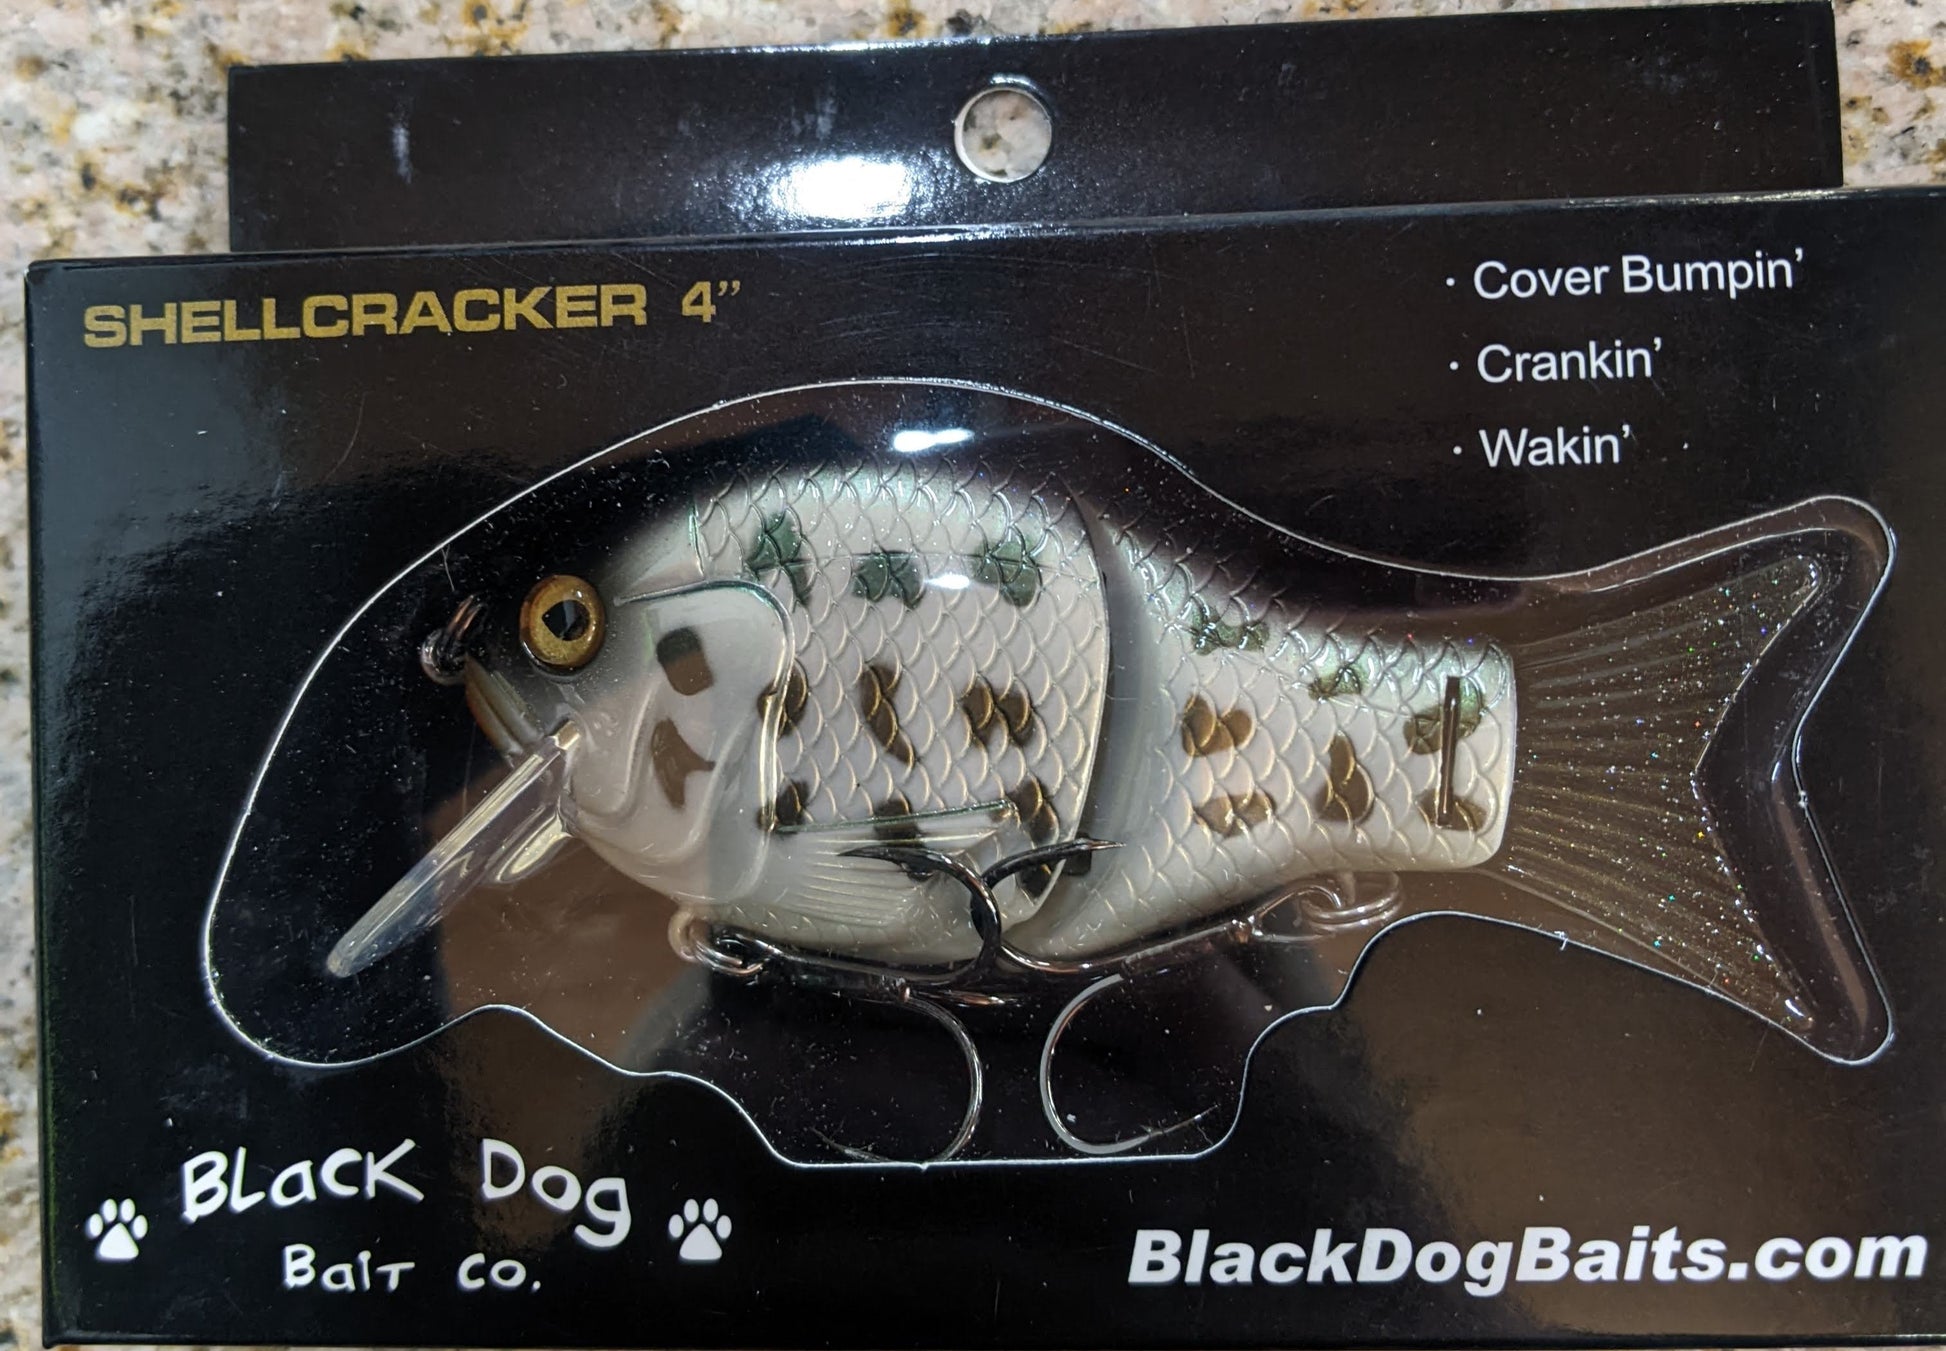 SHELLCRACKER 4”
· Cover Bumpin’
· Crankin’
· Wakin’
BLacK Dog
BaiT co.
BlackDogBaits.com